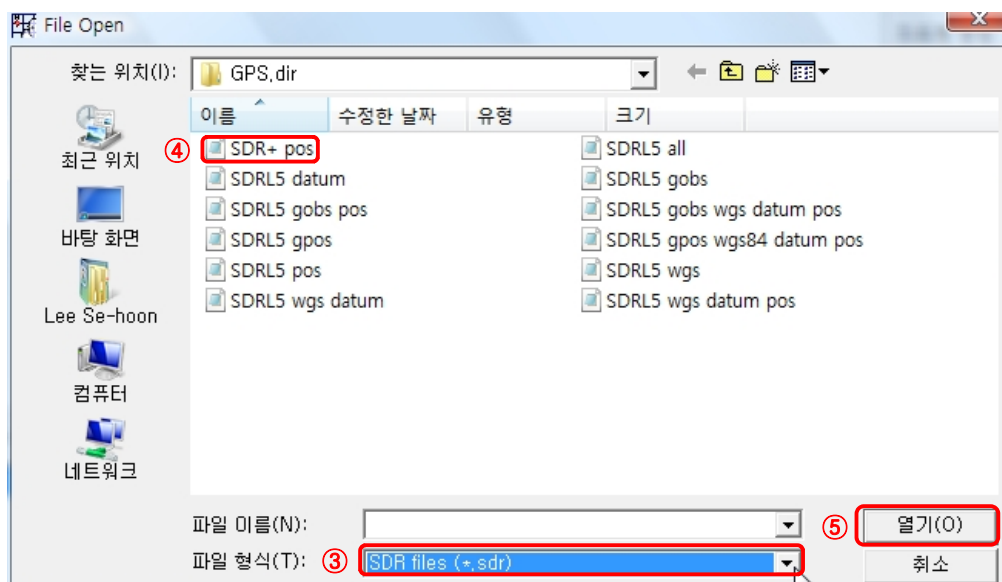 File Open
찾는 위치(I): GPS.dir
이름 수정한 날짜 유형 크기
최근 위치
바탕 화면
Lee Se-hoon
컴퓨터
네트워크
④ SDR+ pos
SDRL5 datum
SDRL5 gobs pos
SDRL5 gpos
SDRL5 pos
SDRL5 wgs datum
SDRL5 all
SDRL5 gobs
SDRL5 gobs wgs datum pos
SDRL5 gpos wgs84 datum pos
SDRL5 wgs
SDRL5 wgs datum pos
파일 이름(N): ⑤ 열기(O)
파일 형식(T): ③ SDR files (*.sdr) 취소